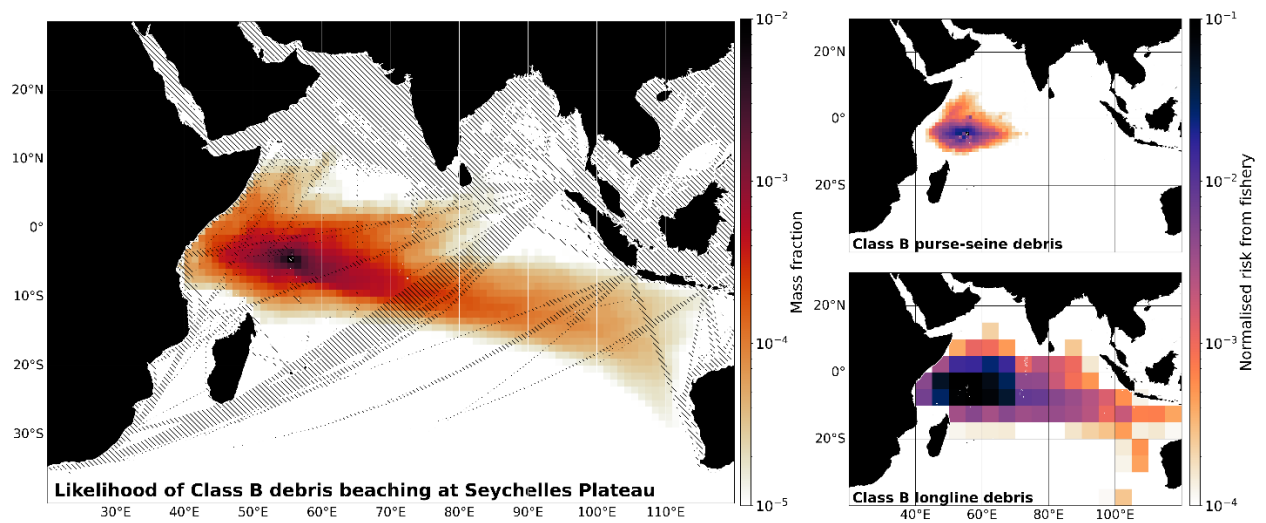 20°N
10°N
0°
10°S
20°S
30°S
30°E 40°E 50°E 60°E 70°E 80°E 90°E 100°E 110°E
Likelihood of Class B debris beaching at Seychelles Plateau
10⁻²
10⁻³
10⁻⁴
10⁻⁵
Mass fraction
20°N
0°
20°S
Class B purse-seine debris
20°N
0°
20°S
Class B longline debris
40°E 60°E 80°E 100°E
10⁻¹
10⁻²
10⁻³
10⁻⁴
Normalised risk from fishery